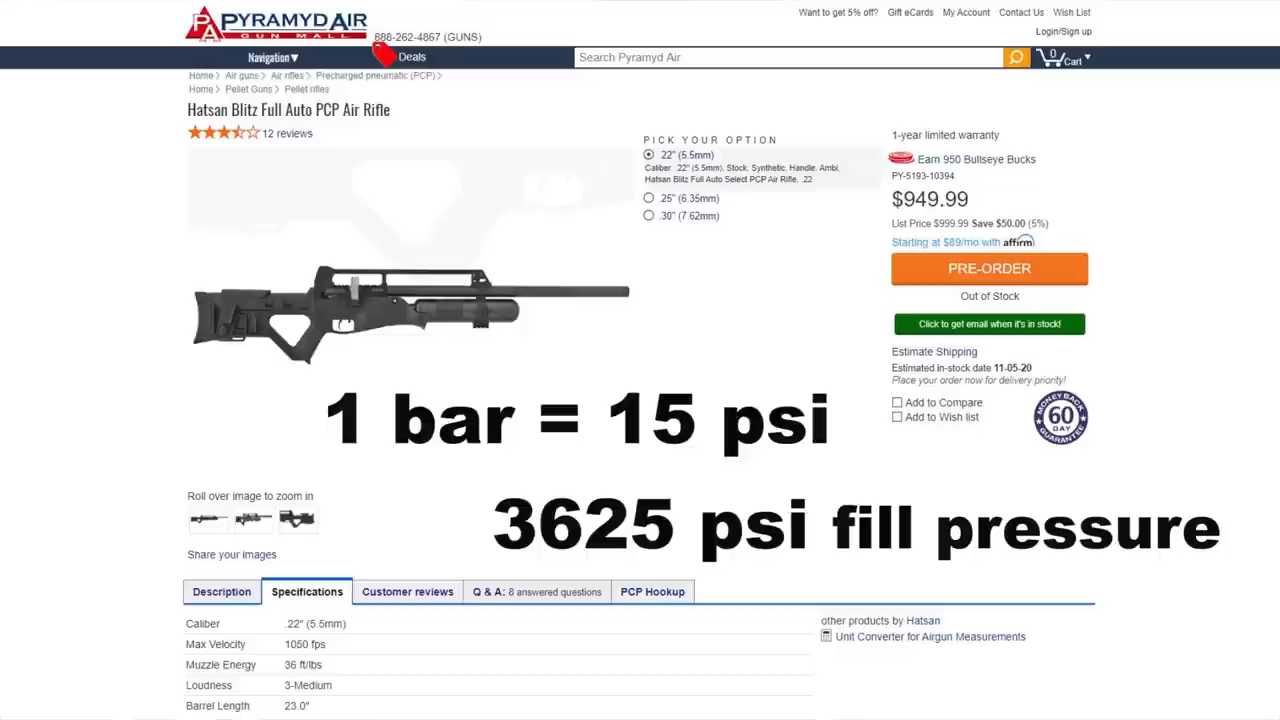 PYRAMYD AIR
GUN MALL
888-262-4867 (GUNS)
Want to get 5% off? Gift eCards My Account Contact Us Wish List
Login/Sign up
Navigation▼ Deals Search Pyramyd Air 0 Cart ▼
Home > Air guns > Air rifles > Precharged pneumatic (PCP) >
Home > Pellet Guns > Pellet rifles
Hatsan Blitz Full Auto PCP Air Rifle
12 reviews
PICK YOUR OPTION
.22" (5.5mm)
Caliber .22" (5.5mm), Stock: Synthetic, Handle: Ambi,
Hatsan Blitz Full Auto Select PCP Air Rifle, .22
.25" (6.35mm)
.30" (7.62mm)
1-year limited warranty
Earn 950 Bullseye Bucks
PY-5193-10394
$949.99
List Price $999.99 Save $50.00 (5%)
Starting at $89/mo with affirm
PRE-ORDER
Out of Stock
Click to get email when it's in stock!
Estimate Shipping
Estimated in-stock date 11-05-20
Place your order now for delivery priority!
Add to Compare
Add to Wish list
MONEY BACK
60
DAY
GUARANTEE
1 bar = 15 psi
3625 psi fill pressure
Roll over image to zoom in
Share your images
Description Specifications Customer reviews Q & A: 8 answered questions PCP Hookup
Caliber .22" (5.5mm)
Max Velocity 1050 fps
Muzzle Energy 36 ft/lbs
Loudness 3-Medium
Barrel Length 23.0"
other products by Hatsan
Unit Converter for Airgun Measurements